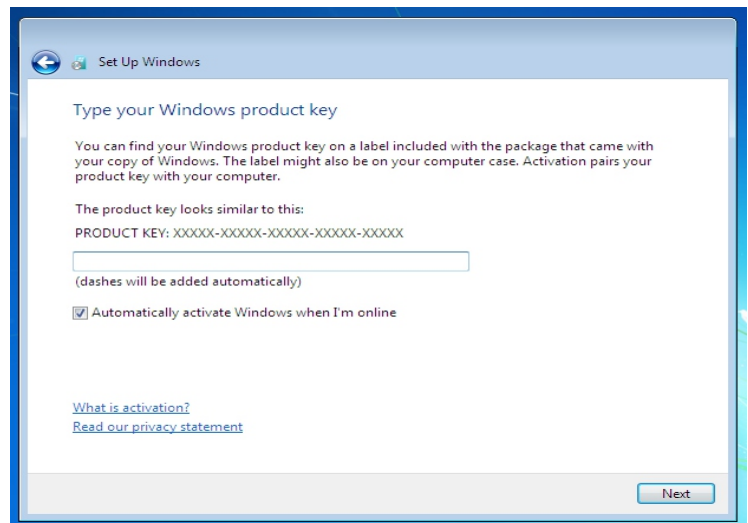 Set Up Windows
Type your Windows product key
You can find your Windows product key on a label included with the package that came with
your copy of Windows. The label might also be on your computer case. Activation pairs your
product key with your computer.
The product key looks similar to this:
PRODUCT KEY: XXXXX-XXXXX-XXXXX-XXXXX-XXXXX
(dashes will be added automatically)
Automatically activate Windows when I'm online
What is activation?
Read our privacy statement
Next